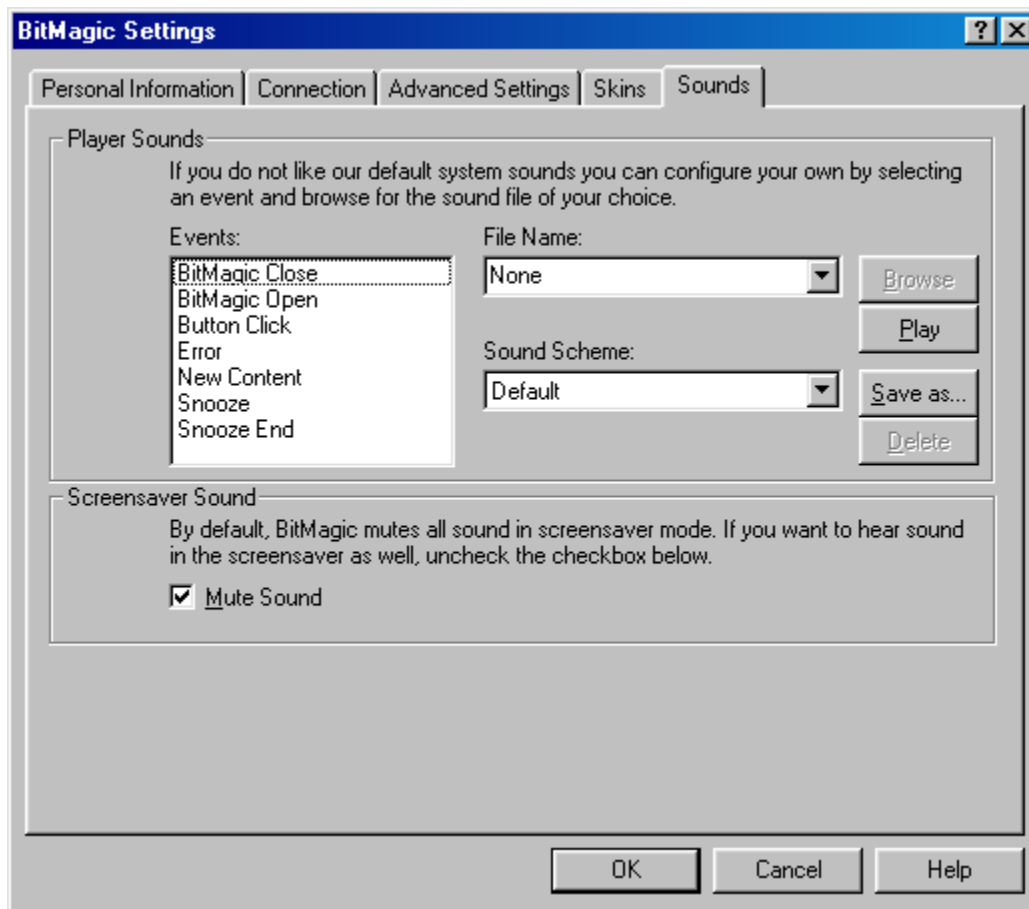 BitMagic Settings
Personal Information Connection Advanced Settings Skins Sounds
Player Sounds
If you do not like our default system sounds you can configure your own by selecting
an event and browse for the sound file of your choice.
Events:
BitMagic Close
BitMagic Open
Button Click
Error
New Content
Snooze
Snooze End
File Name:
None
Browse
Play
Sound Scheme:
Default
Save as...
Delete
Screensaver Sound
By default, BitMagic mutes all sound in screensaver mode. If you want to hear sound
in the screensaver as well, uncheck the checkbox below.
Mute Sound
OK Cancel Help